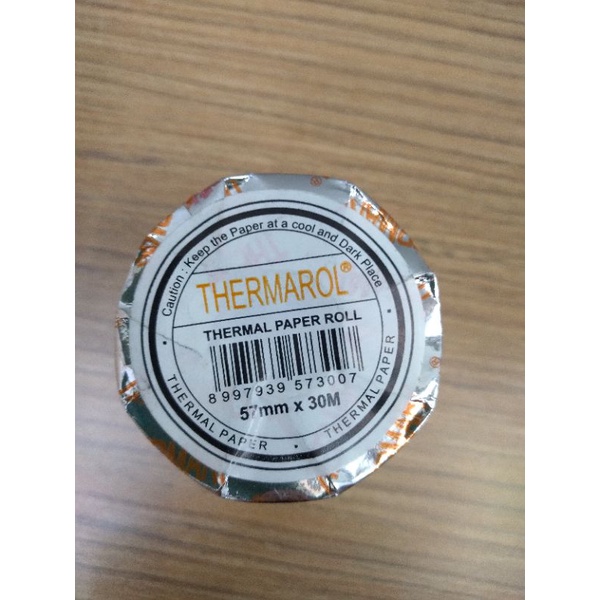 Caution : Keep the Paper at a cool and Dark Place
THERMAROL®
THERMAL PAPER ROLL
8 997939 573007
57mm x 30M
THERMAL PAPER
THERMAL PAPER